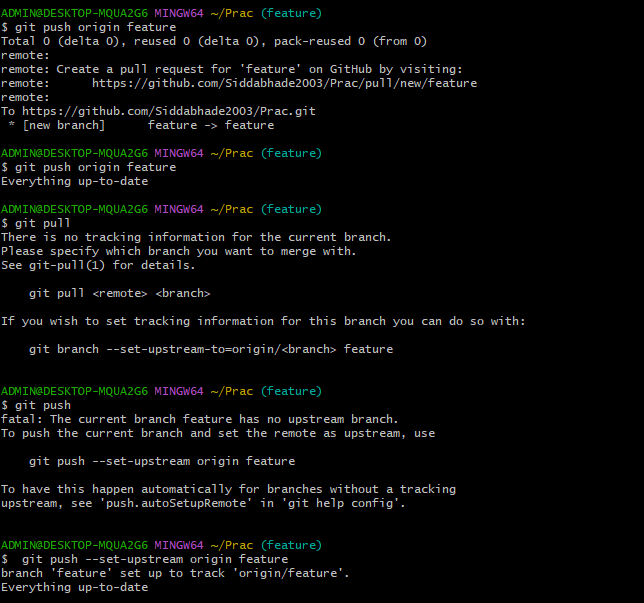 ADMIN@DESKTOP-MQUA2G6 MINGW64 ~/Prac (feature)
$ git push origin feature
Total 0 (delta 0), reused 0 (delta 0), pack-reused 0 (from 0)
remote:
remote: Create a pull request for 'feature' on GitHub by visiting:
remote:      https://github.com/Siddabhade2003/Prac/pull/new/feature
remote:
To https://github.com/Siddabhade2003/Prac.git
 * [new branch]      feature -> feature
ADMIN@DESKTOP-MQUA2G6 MINGW64 ~/Prac (feature)
$ git push origin feature
Everything up-to-date
ADMIN@DESKTOP-MQUA2G6 MINGW64 ~/Prac (feature)
$ git pull
There is no tracking information for the current branch.
Please specify which branch you want to merge with.
See git-pull(1) for details.
    git pull <remote> <branch>
If you wish to set tracking information for this branch you can do so with:
    git branch --set-upstream-to=origin/<branch> feature
ADMIN@DESKTOP-MQUA2G6 MINGW64 ~/Prac (feature)
$ git push
fatal: The current branch feature has no upstream branch.
To push the current branch and set the remote as upstream, use
    git push --set-upstream origin feature
To have this happen automatically for branches without a tracking
upstream, see 'push.autoSetupRemote' in 'git help config'.
ADMIN@DESKTOP-MQUA2G6 MINGW64 ~/Prac (feature)
$  git push --set-upstream origin feature
branch 'feature' set up to track 'origin/feature'.
Everything up-to-date